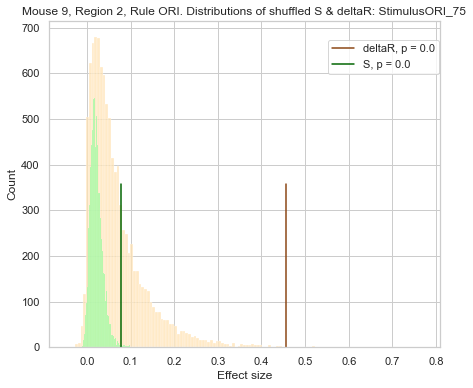 Mouse 9, Region 2, Rule ORI. Distributions of shuffled S & deltaR: StimulusORI_75
deltaR, p = 0.0
S, p = 0.0
700
600
500
400
300
200
100
0
Count
0.0 0.1 0.2 0.3 0.4 0.5 0.6 0.7 0.8
Effect size